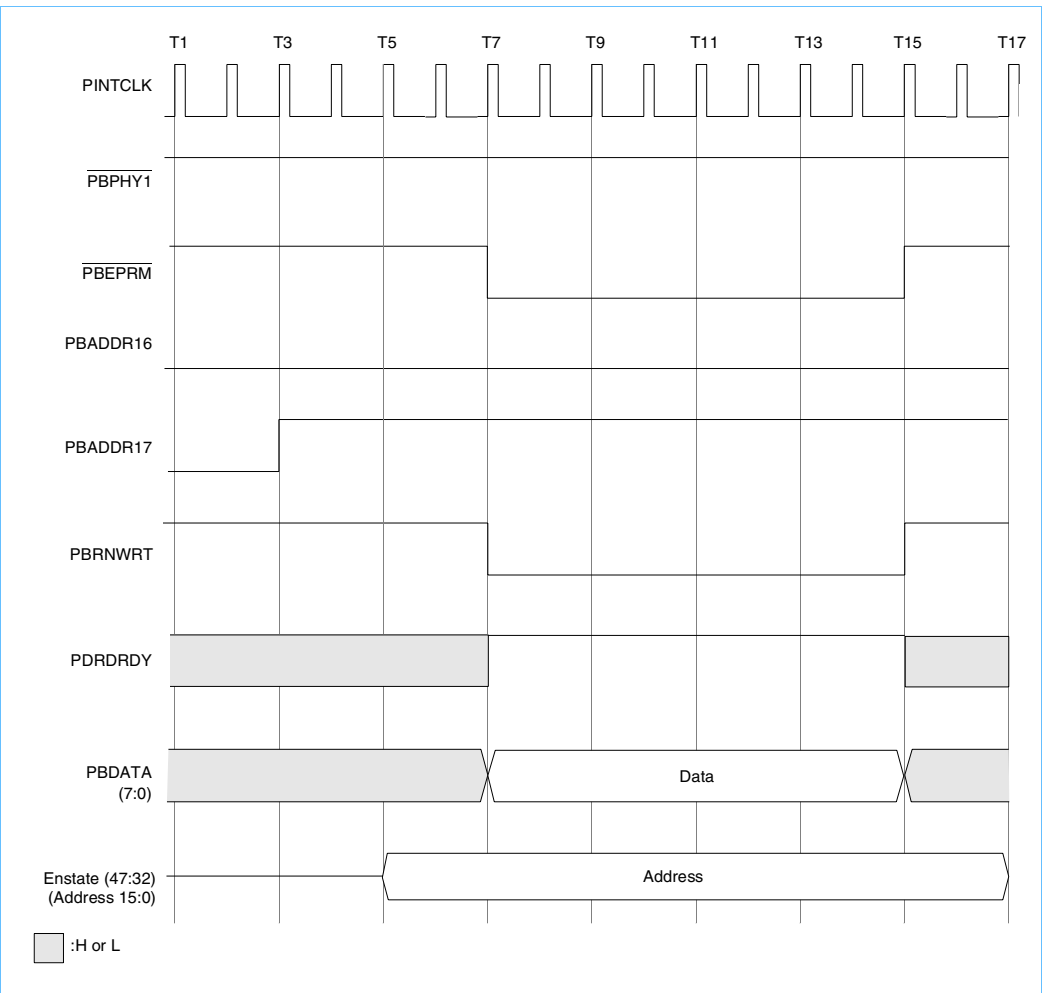 T1 T3 T5 T7 T9 T11 T13 T15 T17
PINTCLK
PBPHY1
PBEPRM
PBADDR16
PBADDR17
PBRNWRT
PDRDRDY
PBDATA
(7:0)
Data
Enstate (47:32)
(Address 15:0)
Address
:H or L